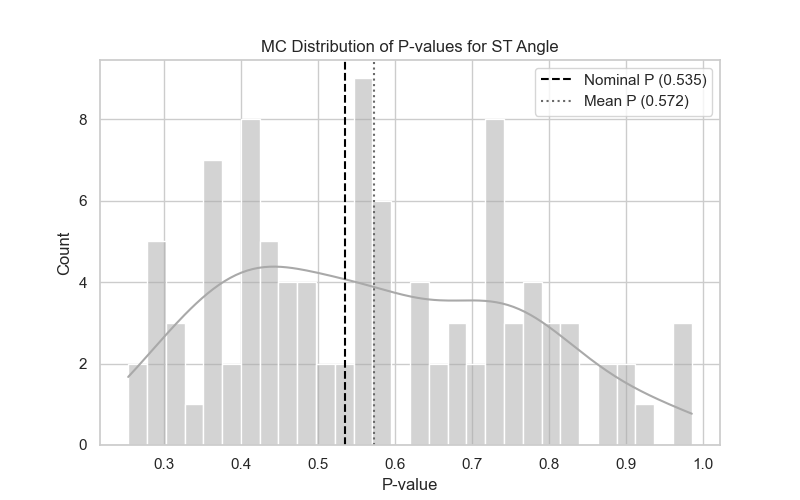 MC Distribution of P-values for ST Angle
Nominal P (0.535)
Mean P (0.572)
Count
8
6
4
2
0
0.3 0.4 0.5 0.6 0.7 0.8 0.9 1.0
P-value